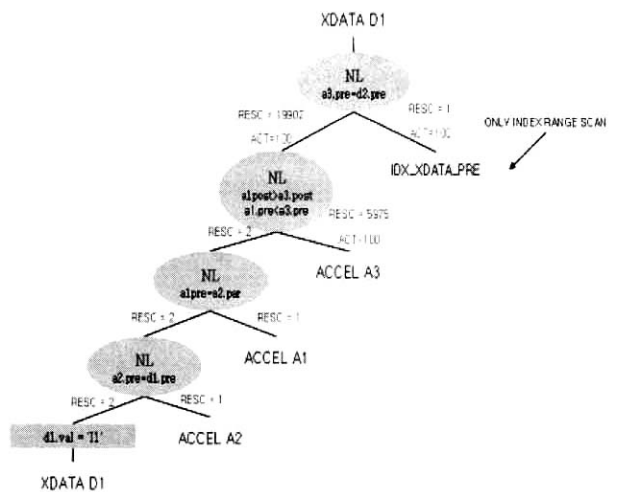 XDATA D1
NL
a3.pre=d2.pre
RESC = 19902
RESC = 1
ACT=100
ACT=100
ONLY INDEX RANGE SCAN
IDX_XDATA_PRE
NL
a1.post>a3.post
a1.pre<a3.pre
RESC = 5975
RESC = 2
ACT=100
ACCEL A3
NL
a1.pre=a2.par
RESC = 2
RESC = 1
ACCEL A1
NL
a2.pre=d1.pre
RESC = 2
RESC = 1
d1.val =
ACCEL A2
XDATA D1